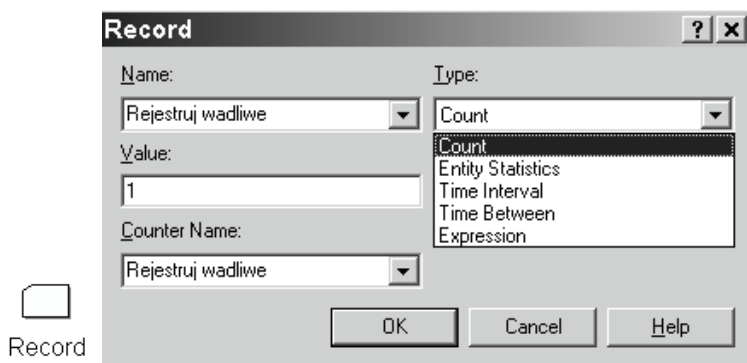 Record
? x
Name:
Type:
Rejestruj wadliwe
Count
Value:
Count
Entity Statistics
Time Interval
Time Between
Expression
1
Counter Name:
Rejestruj wadliwe
OK
Cancel
Help
Record